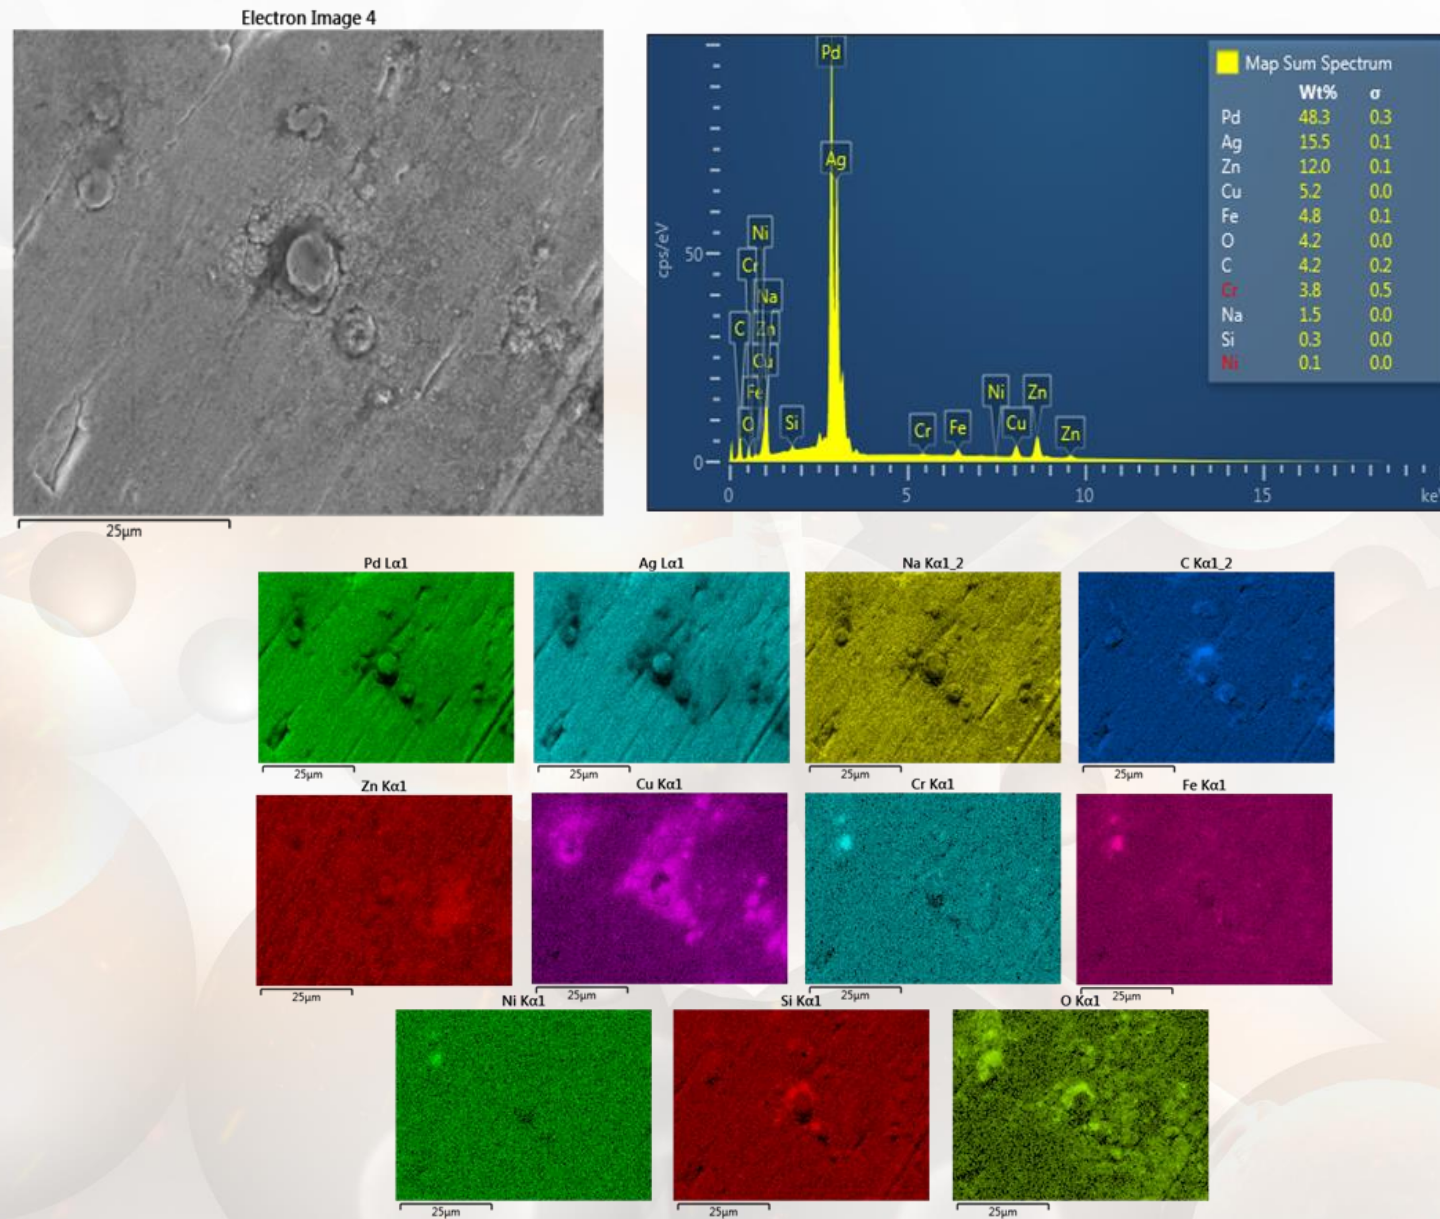 Electron Image 4
25μm
Pd
Ag
Ni
Cr
Na
C
Zn
Cu
Fe
O
Si
Cr
Fe
Ni
Cu
Zn
Zn
cps/eV
50
0
0
5
10
15
ke
Map Sum Spectrum
Wt% σ
Pd 48.3 0.3
Ag 15.5 0.1
Zn 12.0 0.1
Cu 5.2 0.0
Fe 4.8 0.1
O 4.2 0.0
C 4.2 0.2
Cr 3.8 0.5
Na 1.5 0.0
Si 0.3 0.0
Ni 0.1 0.0
Pd Lα1
Ag Lα1
Na Kα1_2
C Kα1_2
25μm
25μm
25μm
25μm
Zn Kα1
Cu Kα1
Cr Kα1
Fe Kα1
25μm
25μm
25μm
25μm
Ni Kα1
Si Kα1
O Kα1
25μm
25μm
25μm